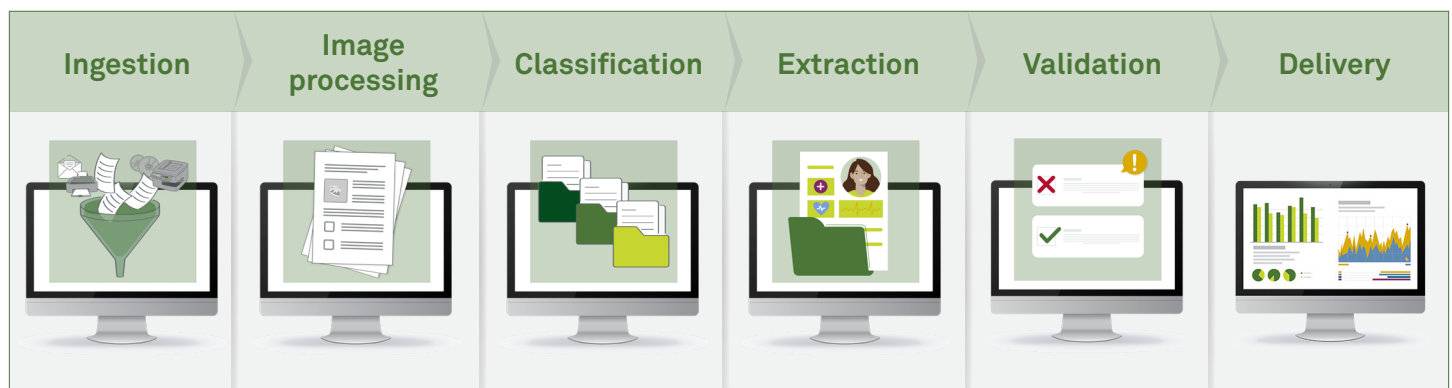 Ingestion
Image
processing
Classification
Extraction
Validation
Delivery